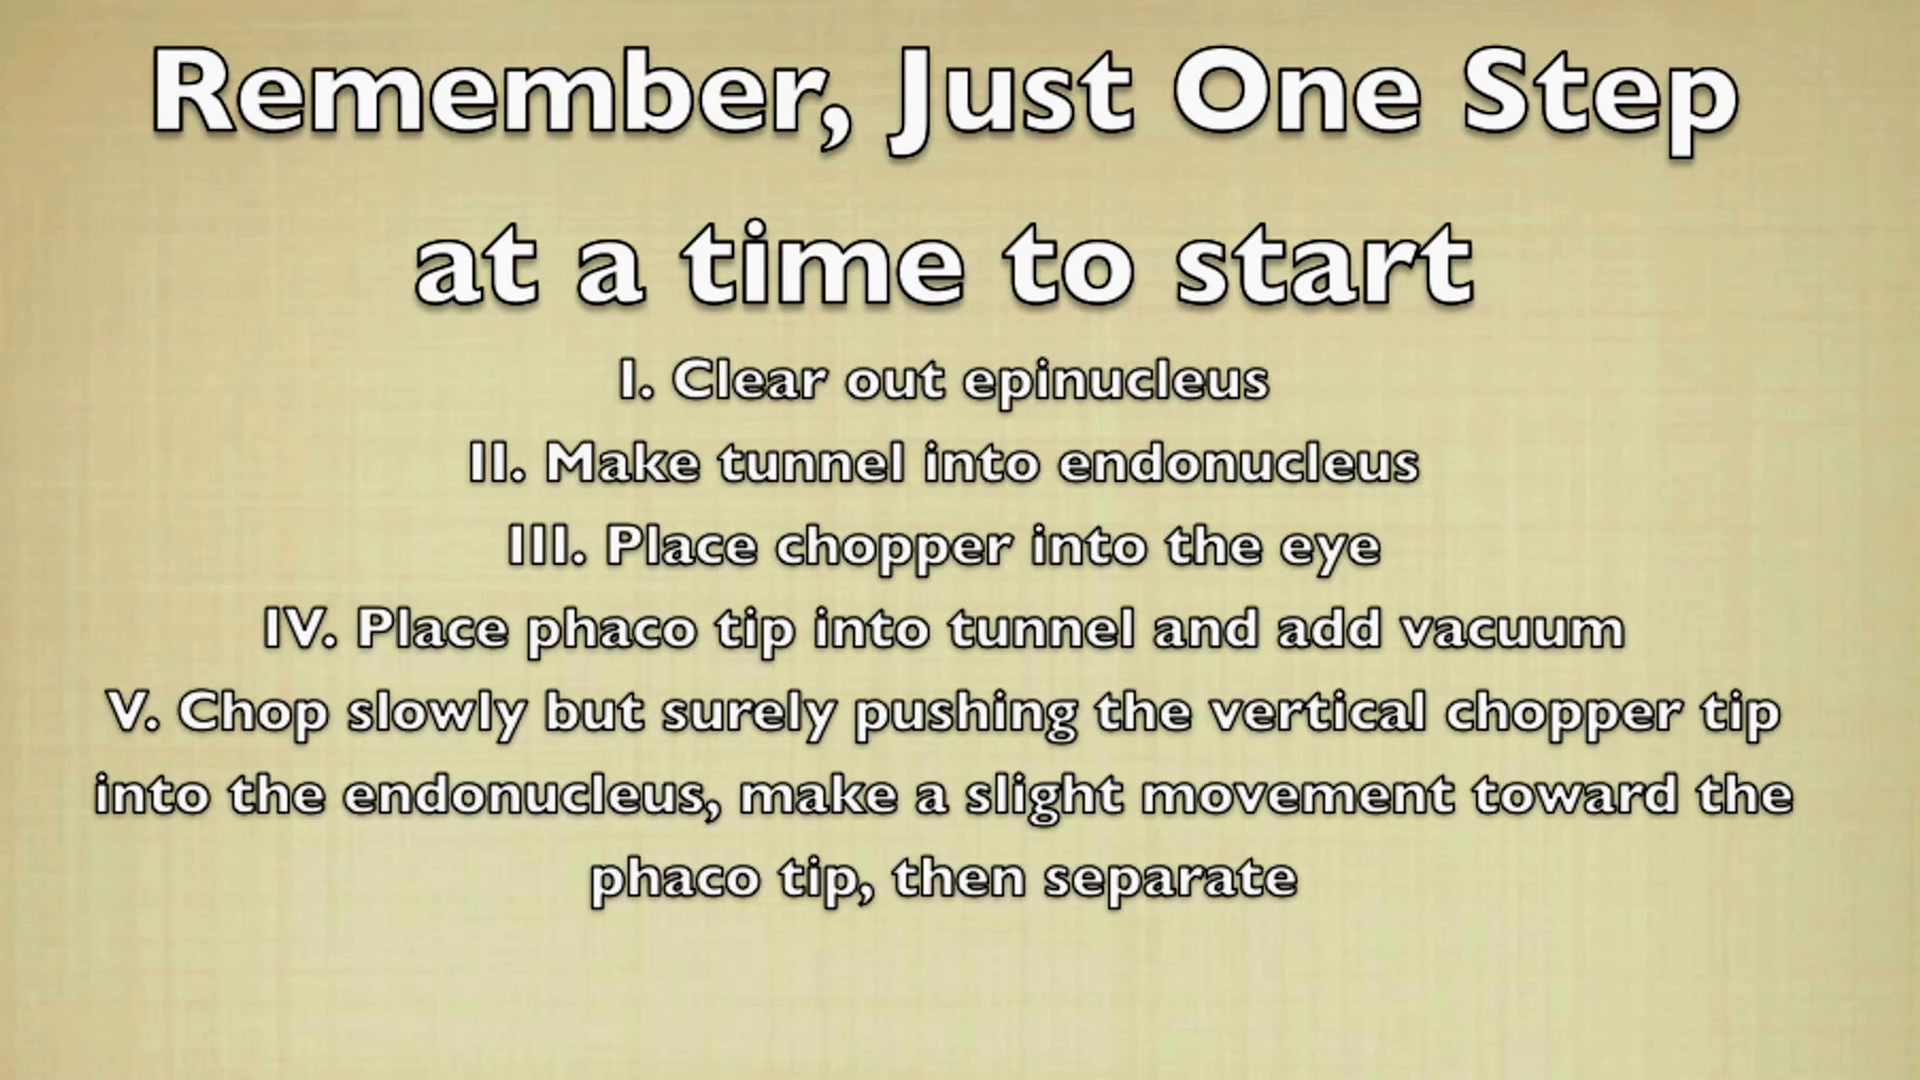 Remember, Just One Step
at a time to start
I. Clear out epinucleus
II. Make tunnel into endonucleus
III. Place chopper into the eye
IV. Place phaco tip into tunnel and add vacuum
V. Chop slowly but surely pushing the vertical chopper tip
into the endonucleus, make a slight movement toward the
phaco tip, then separate